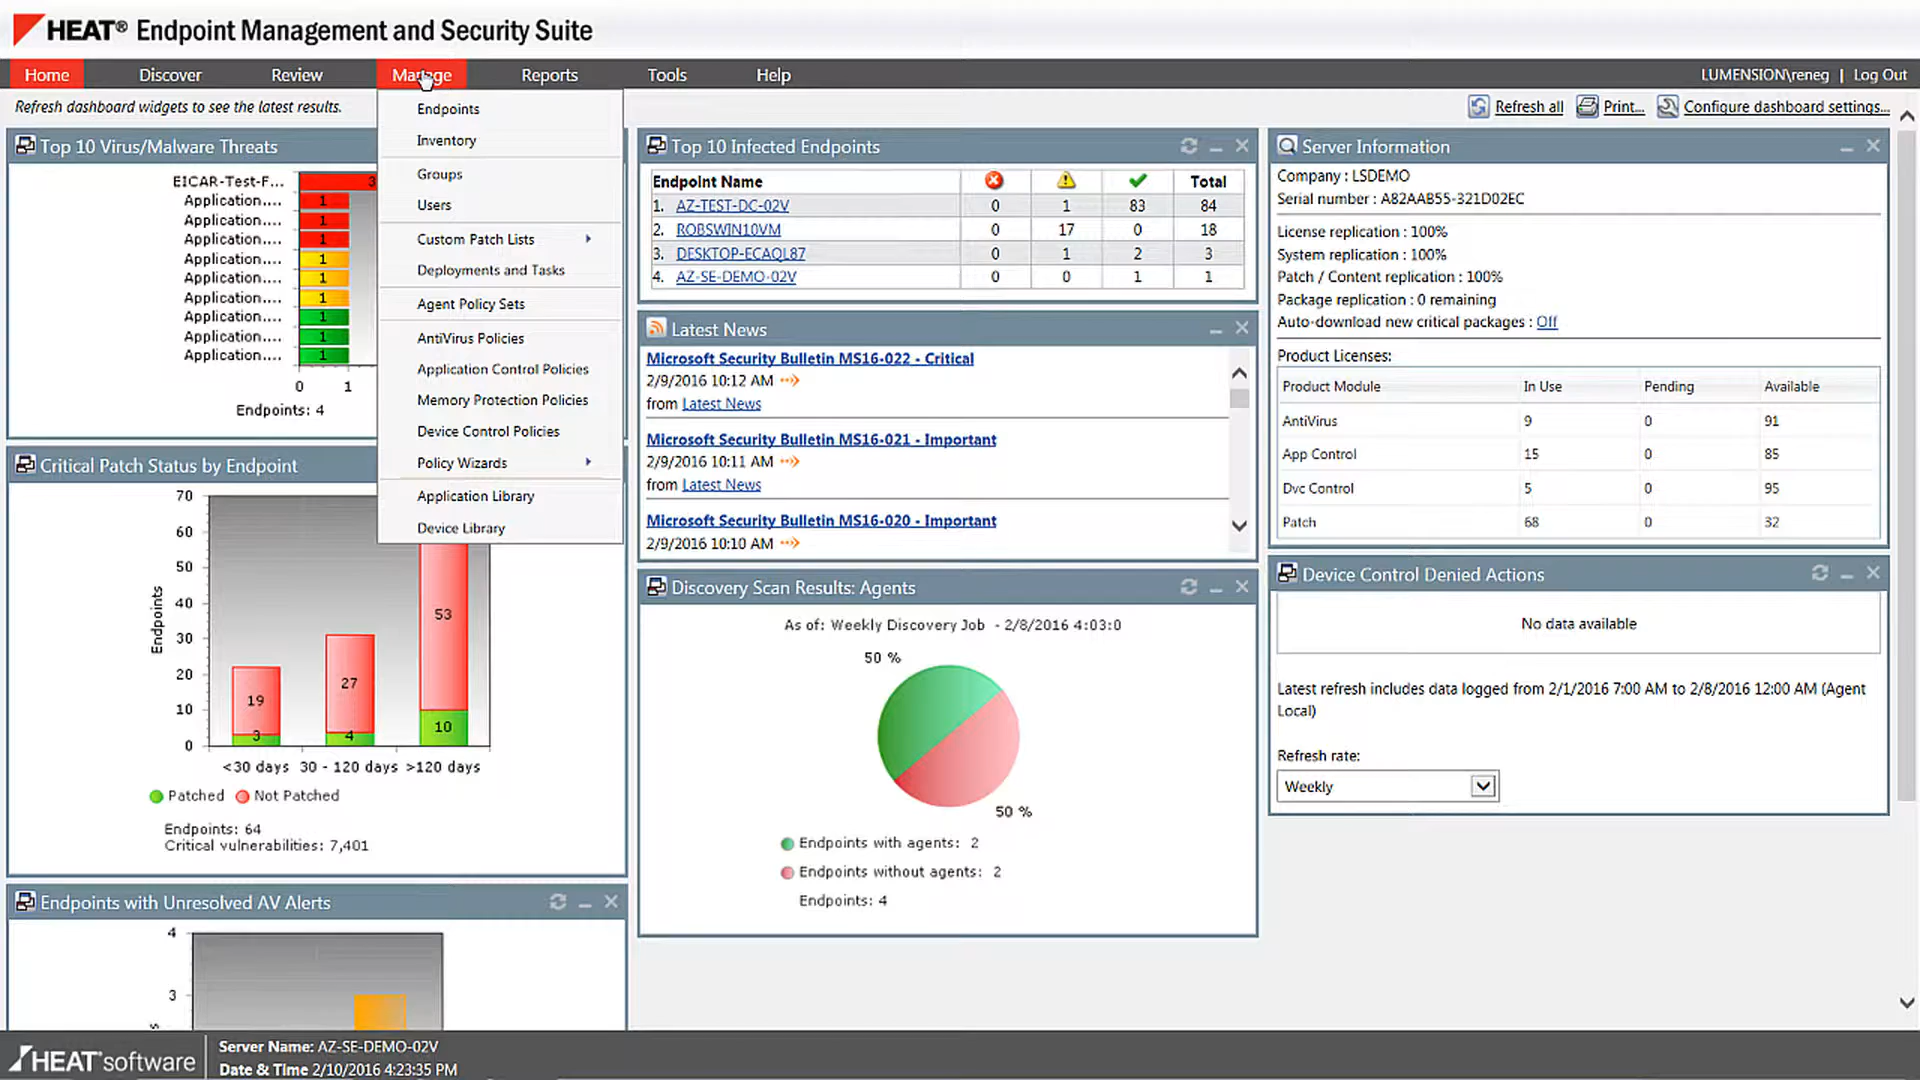 HEAT® Endpoint Management and Security Suite
Home Discover Review Manage Reports Tools Help LUMENSION\reneg | Log Out
Refresh dashboard widgets to see the latest results.
Refresh all Print... Configure dashboard settings...
Endpoints
Inventory
Groups
Users
Custom Patch Lists
Deployments and Tasks
Agent Policy Sets
AntiVirus Policies
Application Control Policies
Memory Protection Policies
Device Control Policies
Policy Wizards
Application Library
Device Library
Top 10 Virus/Malware Threats
EICAR-Test-F... 3
Application.... 1
Application.... 1
Application.... 1
Application.... 1
Application.... 1
Application.... 1
Application.... 1
Application.... 1
Application.... 1
0 1
Endpoints: 4
Critical Patch Status by Endpoint
70
60
50
40
30
20
10
0
Endpoints
19 3
27 4
53 10
<30 days 30 - 120 days >120 days
Patched Not Patched
Endpoints: 64
Critical vulnerabilities: 7,401
Endpoints with Unresolved AV Alerts
4
3
Top 10 Infected Endpoints
Endpoint Name Total
1. AZ-TEST-DC-02V 0 1 83 84
2. ROBSWIN10VM 0 17 0 18
3. DESKTOP-ECAQL87 0 1 2 3
4. AZ-SE-DEMO-02V 0 0 1 1
Latest News
Microsoft Security Bulletin MS16-022 - Critical
2/9/2016 10:12 AM
from Latest News
Microsoft Security Bulletin MS16-021 - Important
2/9/2016 10:11 AM
from Latest News
Microsoft Security Bulletin MS16-020 - Important
2/9/2016 10:10 AM
Discovery Scan Results: Agents
As of: Weekly Discovery Job - 2/8/2016 4:03:0
50 %
50 %
Endpoints with agents: 2
Endpoints without agents: 2
Endpoints: 4
Server Information
Company : LSDEMO
Serial number : A82AAB55-321D02EC
License replication : 100%
System replication : 100%
Patch / Content replication : 100%
Package replication : 0 remaining
Auto-download new critical packages : Off
Product Licenses:
Product Module In Use Pending Available
AntiVirus 9 0 91
App Control 15 0 85
Dvc Control 5 0 95
Patch 68 0 32
Device Control Denied Actions
No data available
Latest refresh includes data logged from 2/1/2016 7:00 AM to 2/8/2016 12:00 AM (Agent
Local)
Refresh rate:
Weekly
HEAT software
Server Name: AZ-SE-DEMO-02V
Date & Time 2/10/2016 4:23:35 PM